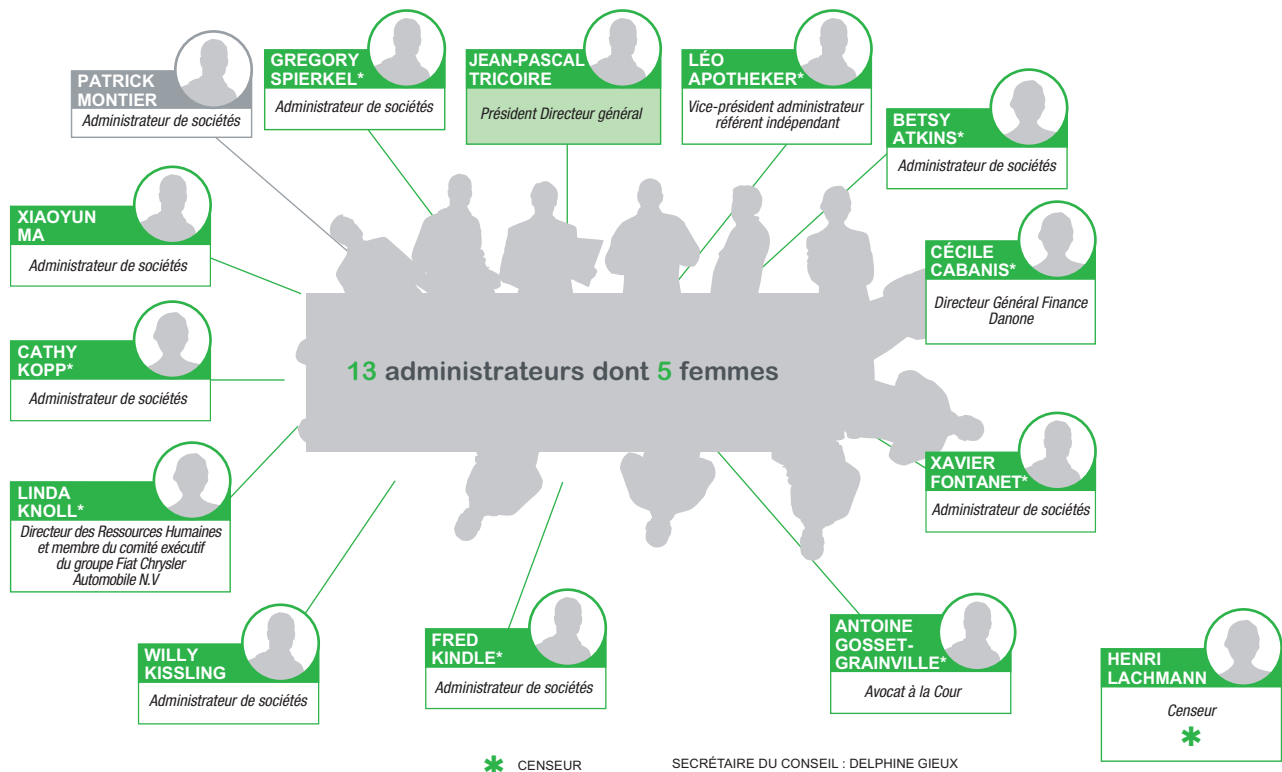 PATRICK
MONTIER
Administrateur de sociétés
GREGORY
SPIERKEL*
Administrateur de sociétés
JEAN-PASCAL
TRICOIRE
Président Directeur général
LÉO
APOTHEKER*
Vice-président administrateur
référent indépendant
BETSY
ATKINS*
Administrateur de sociétés
XIAOYUN
MA
Administrateur de sociétés
CÉCILE
CABANIS*
Directeur Général Finance
Danone
CATHY
KOPP*
Administrateur de sociétés
13 administrateurs dont 5 femmes
LINDA
KNOLL*
Directeur des Ressources Humaines
et membre du comité exécutif
du groupe Fiat Chrysler
Automobile N.V
XAVIER
FONTANET*
Administrateur de sociétés
WILLY
KISSLING
Administrateur de sociétés
FRED
KINDLE*
Administrateur de sociétés
ANTOINE
GOSSET-
GRAINVILLE*
Avocat à la Cour
HENRI
LACHMANN
Censeur
*
* CENSEUR
SECRÉTAIRE DU CONSEIL : DELPHINE GIEUX